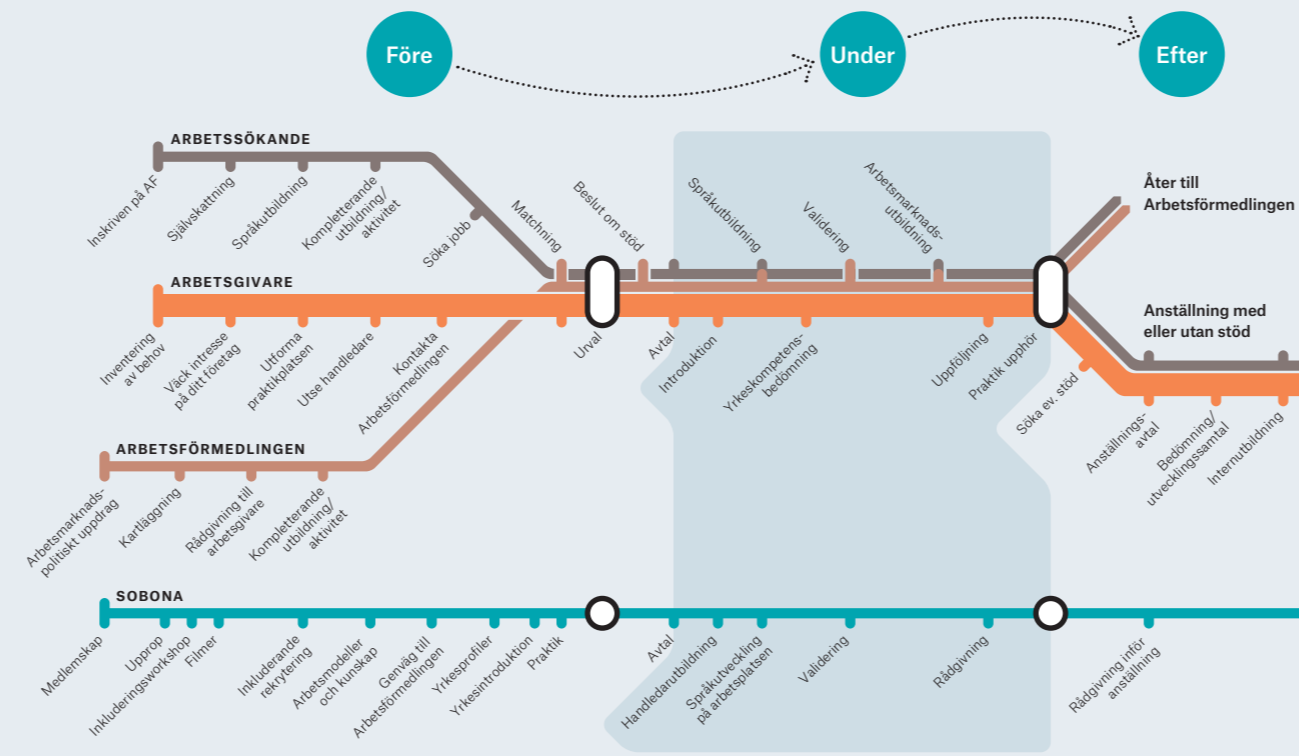 Före
Under
Efter
ARBETSSÖKANDE
Inskriven på AF
Självskattning
Språkutbildning
Kompletterande
utbildning/
aktivitet
Söka jobb
Matchning
Beslut om stöd
Språkutbildning
Validering
Arbetsmarknads-
utbildning
Åter till
Arbetsförmedlingen
ARBETSGIVARE
Inventering
av behov
Väck intresse
på ditt företag
Utforma
praktikplatsen
Utse handledare
Kontakta
Arbetsförmedlingen
Urval
Avtal
Introduktion
Yrkeskompetens-
bedömning
Uppföljning
Praktik upphör
Anställning med
eller utan stöd
Söka ev. stöd
Anställnings-
avtal
Bedömning/
utvecklingssamtal
Internutbildning
ARBETSFÖRMEDLINGEN
Arbetsmarknads-
politiskt uppdrag
Kartläggning
Rådgivning till
arbetsgivare
Kompletterande
utbildning/
aktivitet
SOBONA
Medlemskap
Upprop
Inkluderingsworkshop
Filmer
Inkluderande
rekrytering
Arbetsmodeller
och kunskap
Genväg till
Arbetsförmedlingen
Yrkesprofiler
Yrkesintroduktion
Praktik
Avtal
Handledarutbildning
Språkutveckling
på arbetsplatsen
Validering
Rådgivning
Rådgivning inför
anställning